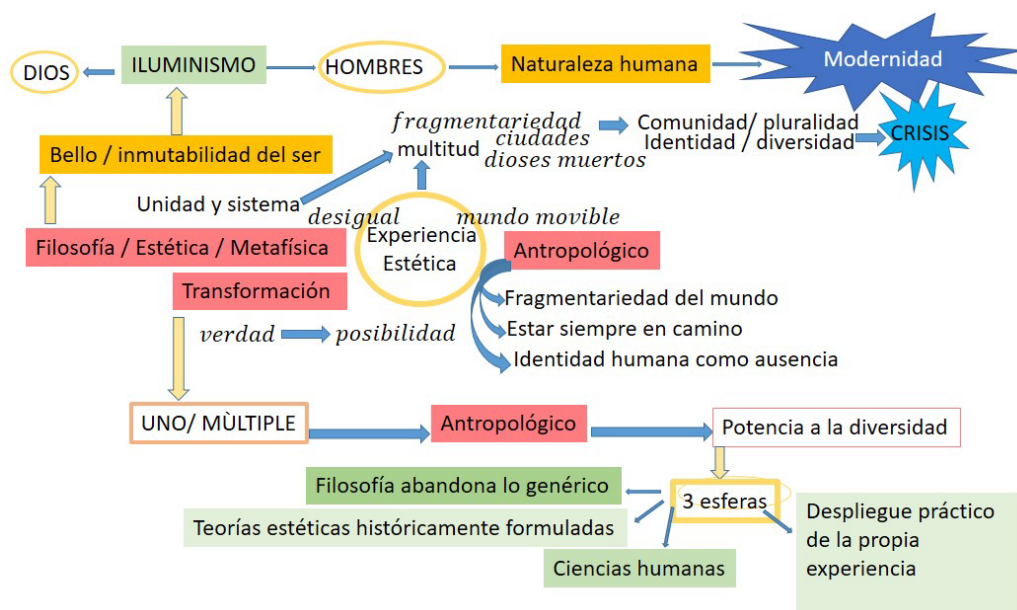 DIOS
ILUMINISMO
HOMBRES
Naturaleza humana
Modernidad
fragmentariedad
ciudades
multitud
dioses muertos
Comunidad/ pluralidad
Identidad / diversidad
CRISIS
Bello / inmutabilidad del ser
Unidad y sistema
desigual
mundo movible
Filosofía / Estética / Metafísica
Experiencia
Estética
Antropológico
Transformación
Fragmentariedad del mundo
Estar siempre en camino
Identidad humana como ausencia
verdad
posibilidad
UNO/ MÙLTIPLE
Antropológico
Potencia a la diversidad
Filosofía abandona lo genérico
3 esferas
Teorías estéticas históricamente formuladas
Ciencias humanas
Despliegue práctico
de la propia
experiencia